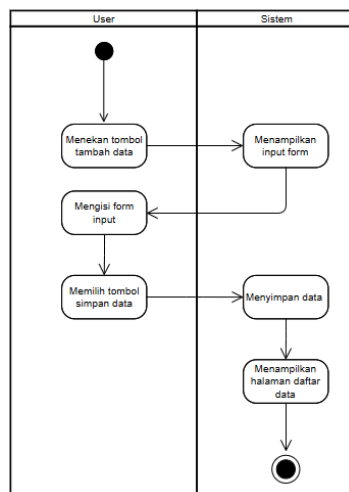 User
Sistem
Menekan tombol
tambah data
Menampilkan
input form
Mengisi form
input
Memilih tombol
simpan data
Menyimpan data
Menampilkan
halaman daftar
data